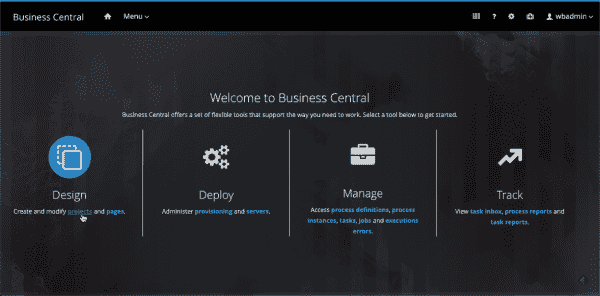 Business Central
Menu
?
wbadmin
Welcome to Business Central
Business Central offers a set of flexible tools that support the way you need to work. Select a tool below to get started.
Design
Create and modify projects and pages.
Deploy
Administer provisioning and servers.
Manage
Access process definitions, process
instances, tasks, jobs and executions
errors.
Track
View task inbox, process reports and
task reports.